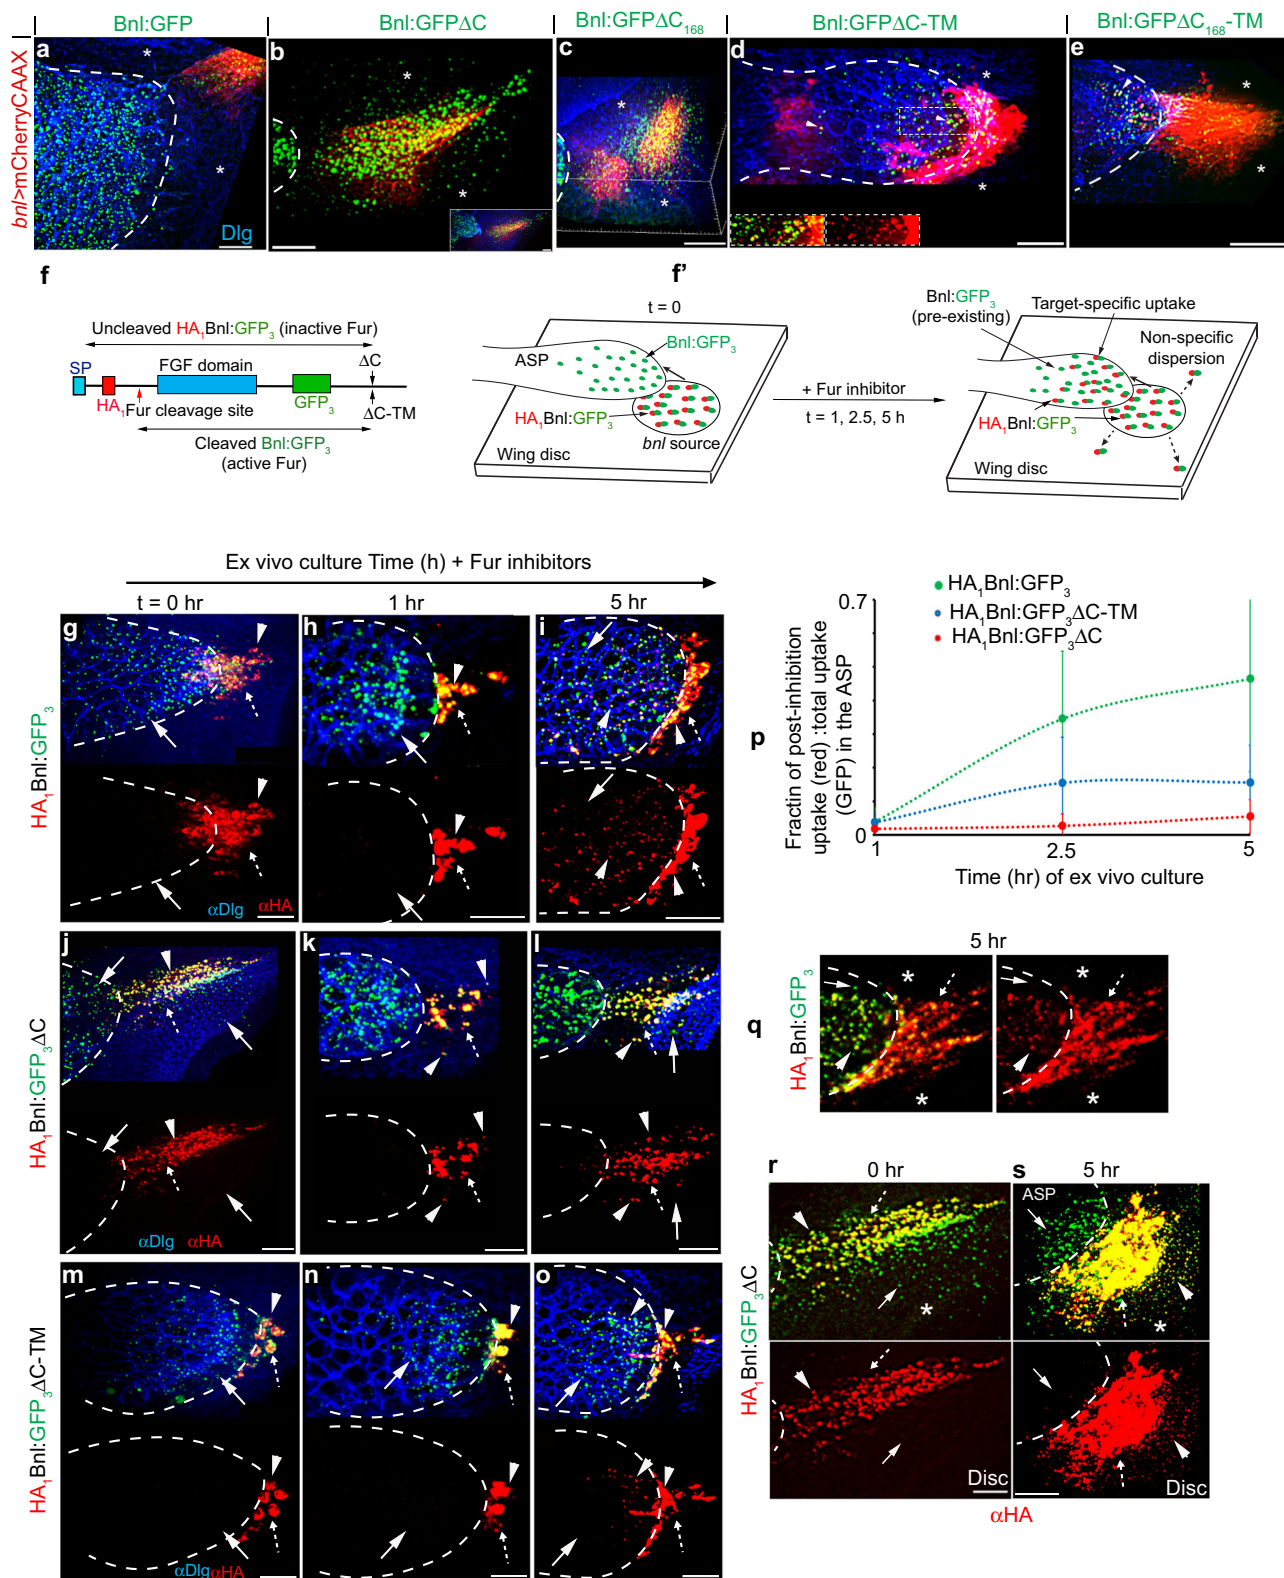 Bnl:GFP
Bnl:GFPΔC
Bnl:GFPΔC168
Bnl:GFPΔC-TM
Bnl:GFPΔC168-TM
bnl>mCherryCAAX
a
*
*
Dlg
b
*
*
c
*
*
d
*
*
e
*
*
f
Uncleaved HA1Bnl:GFP3 (inactive Fur)
SP
FGF domain
ΔC
HA1
Fur cleavage site
GFP3
ΔC-TM
Cleaved Bnl:GFP3
(active Fur)
f'
t = 0
Bnl:GFP3
ASP
HA1Bnl:GFP3
bnl source
Wing disc
+ Fur inhibitor
t = 1, 2.5, 5 h
Bnl:GFP3
(pre-existing)
Target-specific uptake
Non-specific
dispersion
HA1Bnl:GFP3
Wing disc
Ex vivo culture Time (h) + Fur inhibitors
t = 0 hr
1 hr
5 hr
HA1Bnl:GFP3
g
αDlg αHA
h
i
HA1Bnl:GFP3ΔC
j
αDlg αHA
k
l
HA1Bnl:GFP3ΔC-TM
m
αDlgαHA
n
o
p
HA1Bnl:GFP3
HA1Bnl:GFP3ΔC-TM
HA1Bnl:GFP3ΔC
Fractin of post-inhibition
uptake (red) :total uptake
(GFP) in the ASP
0.7
0
1
2.5
5
Time (hr) of ex vivo culture
5 hr
q
HA1Bnl:GFP3
*
*
*
*
r
0 hr
s
5 hr
HA1Bnl:GFP3ΔC
*
ASP
*
Disc
Disc
αHA